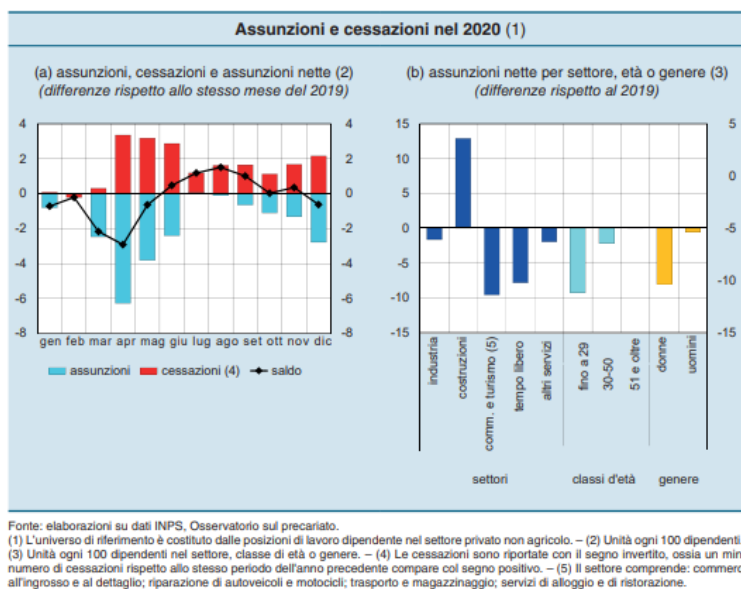 Assunzioni e cessazioni nel 2020 (1)
(a) assunzioni, cessazioni e assunzioni nette (2)
(differenze rispetto allo stesso mese del 2019)
4 4
2 2
0 0
-2 -2
-4 -4
-6 -6
-8 -8
gen feb mar apr mag giu lug ago set ott nov dic
assunzioni cessazioni (4) saldo
(b) assunzioni nette per settore, età o genere (3)
(differenze rispetto al 2019)
15 5
10
5 0
0 -5
-5
-10 -10
-15 -15
industria
costruzioni
comm. e turismo (5)
tempo libero
altri servizi
fino a 29
30-50
51 e oltre
donne
uomini
settori classi d'età genere
Fonte: elaborazioni su dati INPS, Osservatorio sul precariato.
(1) L'universo di riferimento è costituto dalle posizioni di lavoro dipendente nel settore privato non agricolo. – (2) Unità ogni 100 dipendenti.
(3) Unità ogni 100 dipendenti nel settore, classe di età o genere. – (4) Le cessazioni sono riportate con il segno invertito, ossia un min
numero di cessazioni rispetto allo stesso periodo dell'anno precedente compare col segno positivo. – (5) Il settore comprende: commerc
all'ingrosso e al dettaglio; riparazione di autoveicoli e motocicli; trasporto e magazzinaggio; servizi di alloggio e di ristorazione.